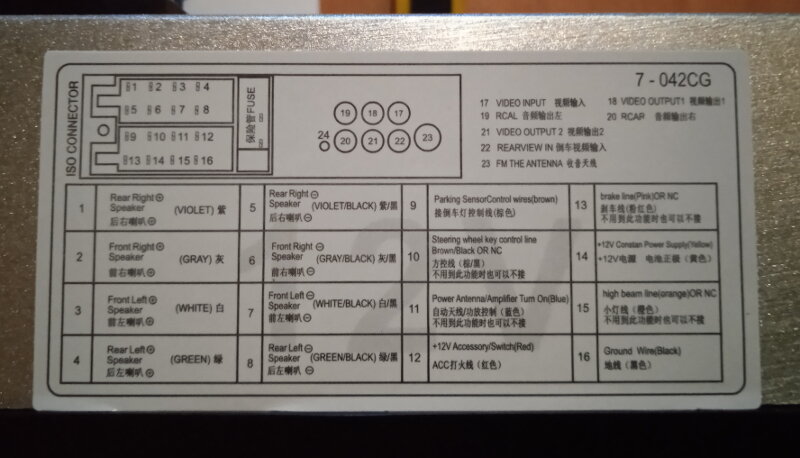 7 - 042CG
ISO CONNECTOR
1 2 3 4
5 6 7 8
9 10 11 12
13 14 15 16
保险管FUSE
19 18 17
24 20 21 22 23
17 VIDEO INPUT 视频输入
18 VIDEO OUTPUT1 视频输出1
19 RCAL 音频输出左
20 RCAR 音频输出右
21 VIDEO OUTPUT 2 视频输出2
22 REARVIEW IN 倒车视频输入
23 FM THE ANTENNA 收音天线
1 Rear Right⊕
Speaker (VIOLET) 紫
后右喇叭⊕
5 Rear Right⊖
Speaker (VIOLET/BLACK) 紫/黑
后右喇叭⊖
9 Parking SensorControl wires(brown)
接倒车灯控制线(棕色)
13 brake line(Pink)OR NC
刹车线(粉红色)
不用到此功能时也可以不接
2 Front Right⊕
Speaker (GRAY) 灰
前右喇叭⊕
6 Front Right⊖
Speaker (GRAY/BLACK) 灰/黑
前右喇叭⊖
10 Steering wheel key control line
Brown/Black OR NC
方控线（棕/黑）
不用到此功能时也可以不接
14 +12V Constan Power Supply(Yellow)
+12V电源 电池正极（黄色）
3 Front Left⊕
Speaker (WHITE) 白
前左喇叭⊕
7 Front Left⊖
Speaker (WHITE/BLACK) 白/黑
前左喇叭⊖
11 Power Antenna/Amplifier Turn On(Blue)
自动天线/功放控制（蓝色）
不用到此功能时也可以不接
15 high beam line(orange)OR NC
小灯线（橙色）
不用到此功能时也可以不接
4 Rear Left⊕
Speaker (GREEN) 绿
后左喇叭⊕
8 Rear Left⊖
Speaker (GREEN/BLACK) 绿/黑
后左喇叭⊖
12 +12V Accessory/Switch(Red)
ACC打火线（红色）
16 Ground Wire(Black)
地线（黑色）